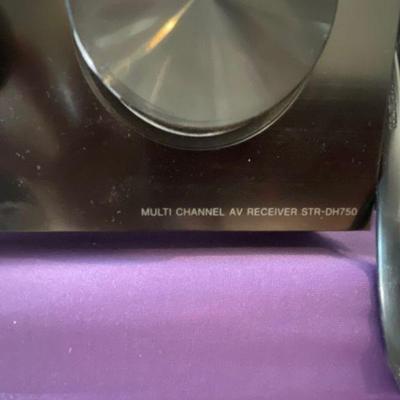 MULTI CHANNEL AV RECEIVER STR-DH750